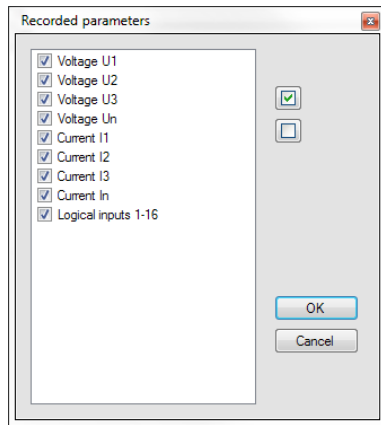 Recorded parameters
Voltage U1
Voltage U2
Voltage U3
Voltage Un
Current I1
Current I2
Current I3
Current In
Logical inputs 1-16
OK
Cancel